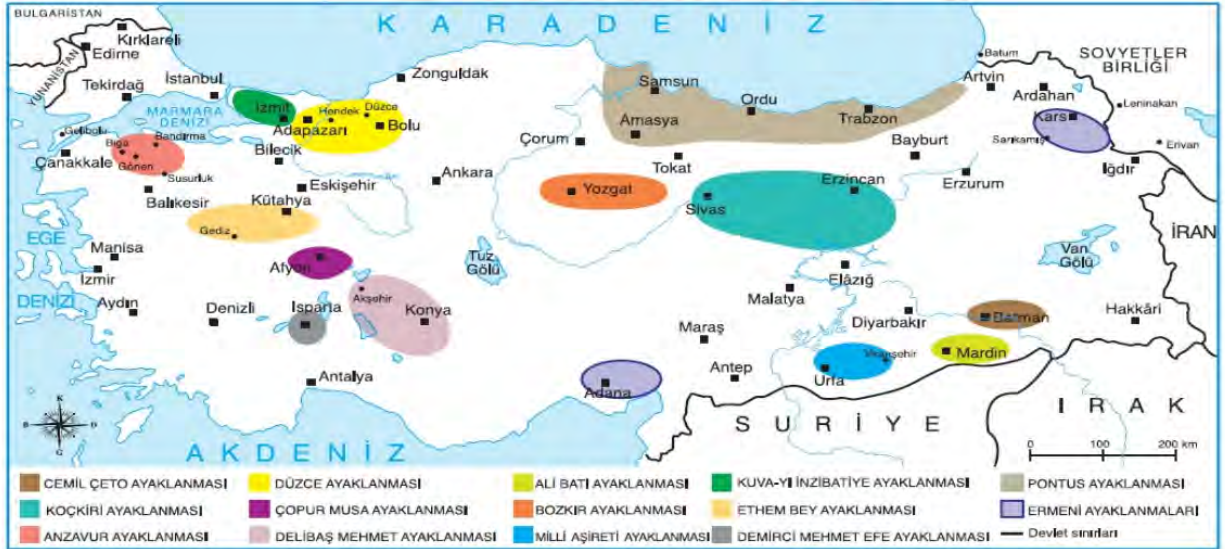 BULGARİSTAN
KARADENİZ
Kırklareli
Edirne
YUNANİSTAN
Tekirdağ
İstanbul
Zonguldak
Batum
SOVYETLER
BİRLİĞİ
Artvin
Ardahan
Leninakan
Samsun
Ordu
Trabzon
Kars
MARMARA
DENİZİ
İzmit
Hendek
Düzce
Adapazarı
Bolu
Gelibolu
Bandırma
Biga
Gönen
Çanakkale
Bilecik
Çorum
Amasya
Tokat
Bayburt
Sarıkamış
Erivan
Iğdır
Susurluk
Balıkesir
Eskişehir
Kütahya
Ankara
Yozgat
Sivas
Erzincan
Erzurum
EGE
DENİZİ
Gediz
Manisa
İzmir
Afyon
Tuz
Gölü
Elâzığ
Van
Gölü
İRAN
Aydın
Denizli
Isparta
Akşehir
Konya
Malatya
Diyarbakır
Batman
Hakkâri
Maraş
Antalya
Adana
Antep
Urfa
Viranşehir
Mardin
SURİYE
IRAK
AKDENİZ
K
B
D
G
0
100
200 km
CEMİL ÇETO AYAKLANMASI
DÜZCE AYAKLANMASI
ALİ BATI AYAKLANMASI
KUVA-YI İNZİBATİYE AYAKLANMASI
PONTUS AYAKLANMASI
KOÇKİRİ AYAKLANMASI
ÇOPUR MUSA AYAKLANMASI
BOZKIR AYAKLANMASI
ETHEM BEY AYAKLANMASI
ERMENİ AYAKLANMALARI
ANZAVUR AYAKLANMASI
DELİBAŞ MEHMET AYAKLANMASI
MİLLİ AŞİRETİ AYAKLANMASI
DEMİRCİ MEHMET EFE AYAKLANMASI
Devlet sınırları